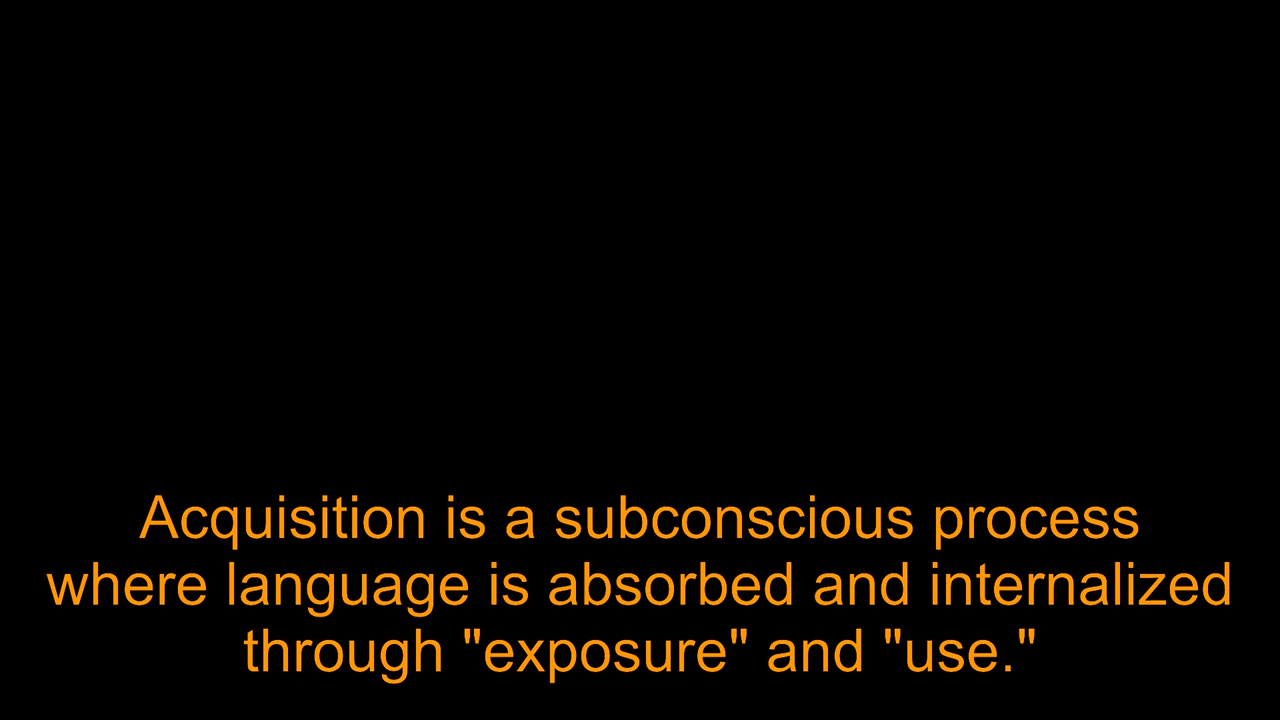 Acquisition is a subconscious process
where language is absorbed and internalized
through "exposure" and "use."